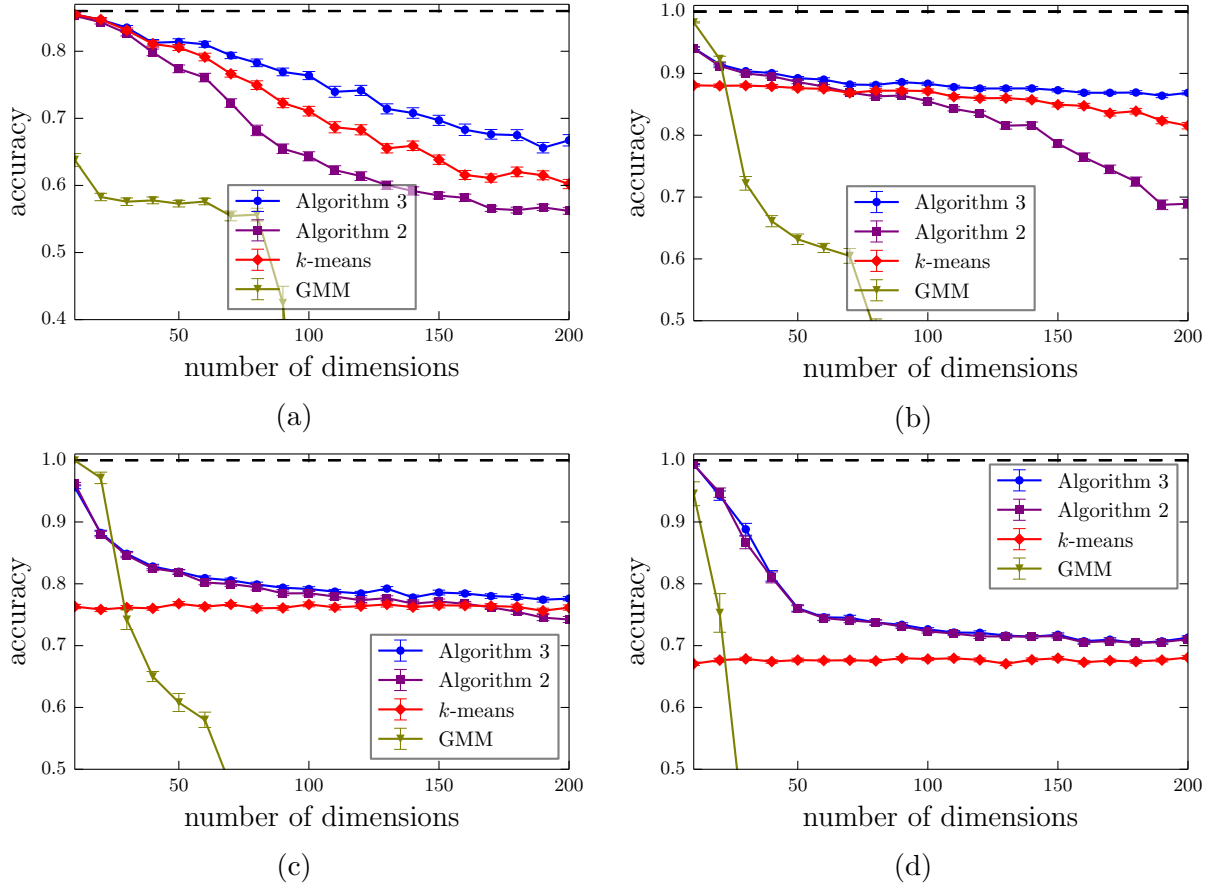 accuracy
0.8
0.7
0.6
0.5
0.4
50
100
150
200
Algorithm 3
Algorithm 2
k-means
GMM
number of dimensions
(a)
accuracy
1.0
0.9
0.8
0.7
0.6
0.5
50
100
150
200
Algorithm 3
Algorithm 2
k-means
GMM
number of dimensions
(b)
accuracy
1.0
0.9
0.8
0.7
0.6
0.5
50
100
150
200
Algorithm 3
Algorithm 2
k-means
GMM
number of dimensions
(c)
accuracy
1.0
0.9
0.8
0.7
0.6
0.5
50
100
150
200
Algorithm 3
Algorithm 2
k-means
GMM
number of dimensions
(d)